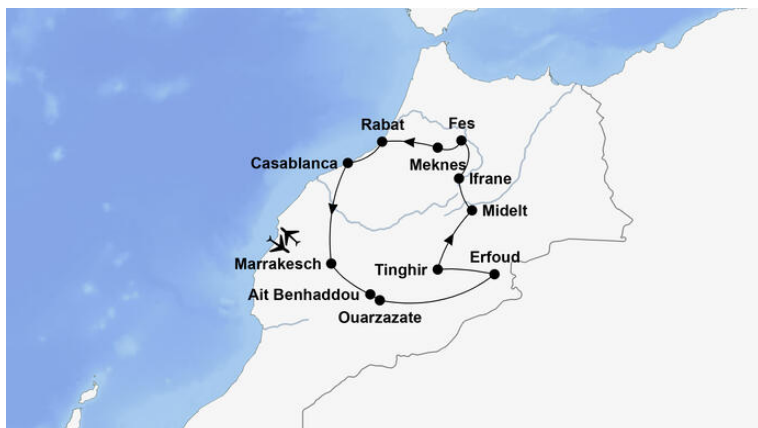 Rabat
Fes
Casablanca
Meknes
Ifrane
Midelt
Marrakesch
Tinghir
Erfoud
Ait Benhaddou
Ouarzazate